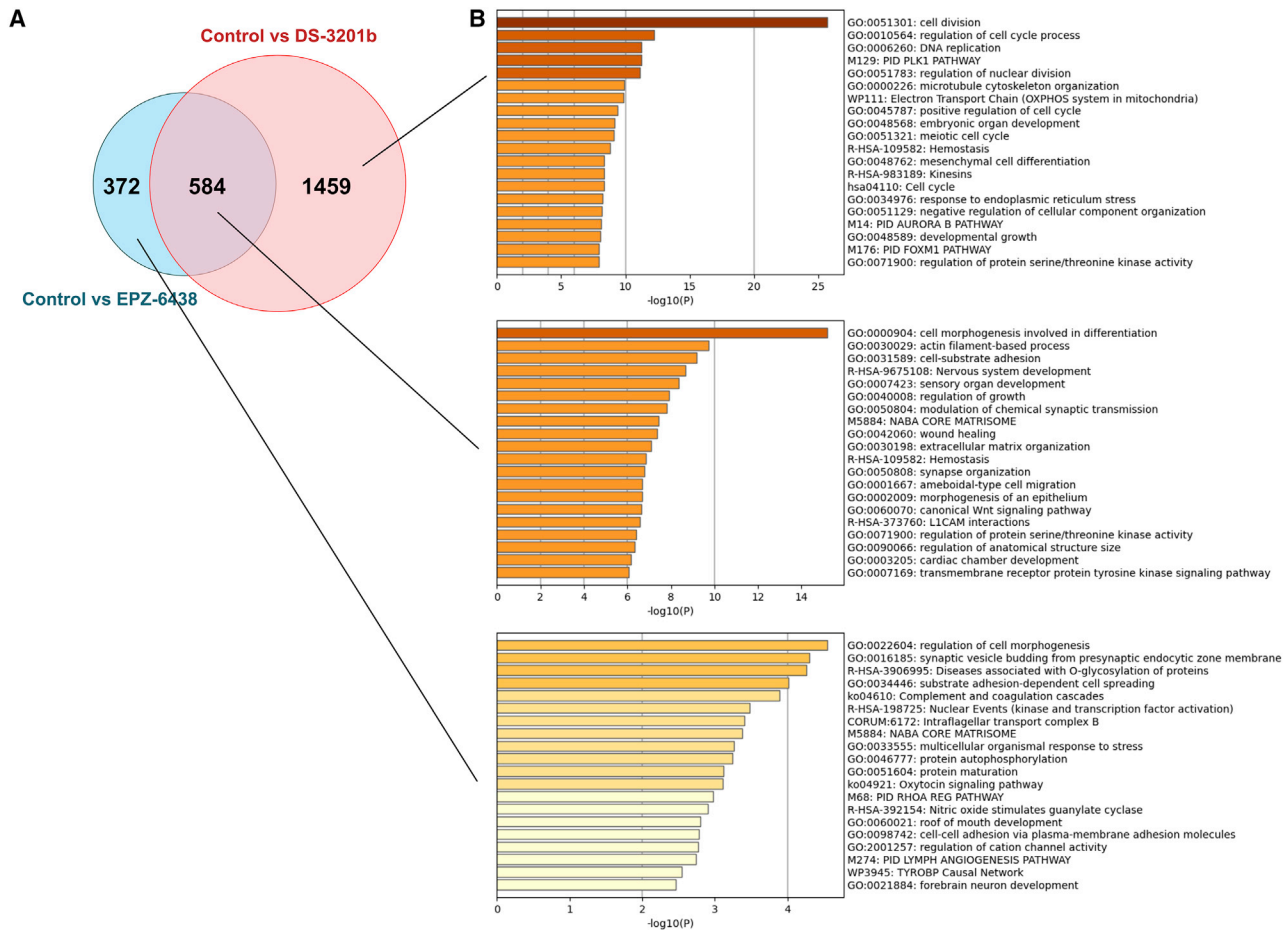 A
Control vs DS-3201b
372
584
1459
Control vs EPZ-6438
B
GO:0051301: cell division
GO:0010564: regulation of cell cycle process
GO:0006260: DNA replication
M129: PID PLK1 PATHWAY
GO:0051783: regulation of nuclear division
GO:0000226: microtubule cytoskeleton organization
WP111: Electron Transport Chain (OXPHOS system in mitochondria)
GO:0045787: positive regulation of cell cycle
GO:0048568: embryonic organ development
GO:0051321: meiotic cell cycle
R-HSA-109582: Hemostasis
GO:0048762: mesenchymal cell differentiation
R-HSA-983189: Kinesins
hsa04110: Cell cycle
GO:0034976: response to endoplasmic reticulum stress
GO:0051129: negative regulation of cellular component organization
M14: PID AURORA B PATHWAY
GO:0048589: developmental growth
M176: PID FOXM1 PATHWAY
GO:0071900: regulation of protein serine/threonine kinase activity
0 5 10 15 20 25
-log10(P)
GO:0000904: cell morphogenesis involved in differentiation
GO:0030029: actin filament-based process
GO:0031589: cell-substrate adhesion
R-HSA-9675108: Nervous system development
GO:0007423: sensory organ development
GO:0040008: regulation of growth
GO:0050804: modulation of chemical synaptic transmission
M5884: NABA CORE MATRISOME
GO:0042060: wound healing
GO:0030198: extracellular matrix organization
R-HSA-109582: Hemostasis
GO:0050808: synapse organization
GO:0001667: ameboidal-type cell migration
GO:0002009: morphogenesis of an epithelium
GO:0060070: canonical Wnt signaling pathway
R-HSA-373760: L1CAM interactions
GO:0071900: regulation of protein serine/threonine kinase activity
GO:0090066: regulation of anatomical structure size
GO:0003205: cardiac chamber development
GO:0007169: transmembrane receptor protein tyrosine kinase signaling pathway
0 2 4 6 8 10 12 14
-log10(P)
GO:0022604: regulation of cell morphogenesis
GO:0016185: synaptic vesicle budding from presynaptic endocytic zone membrane
R-HSA-3906995: Diseases associated with O-glycosylation of proteins
GO:0034446: substrate adhesion-dependent cell spreading
ko04610: Complement and coagulation cascades
R-HSA-198725: Nuclear Events (kinase and transcription factor activation)
CORUM:6172: Intraflagellar transport complex B
M5884: NABA CORE MATRISOME
GO:0033555: multicellular organismal response to stress
GO:0046777: protein autophosphorylation
GO:0051604: protein maturation
ko04921: Oxytocin signaling pathway
M68: PID RHOA REG PATHWAY
R-HSA-392154: Nitric oxide stimulates guanylate cyclase
GO:0060021: roof of mouth development
GO:0098742: cell-cell adhesion via plasma-membrane adhesion molecules
GO:2001257: regulation of cation channel activity
M274: PID LYMPH ANGIOGENESIS PATHWAY
WP3945: TYROBP Causal Network
GO:0021884: forebrain neuron development
0 1 2 3 4
-log10(P)